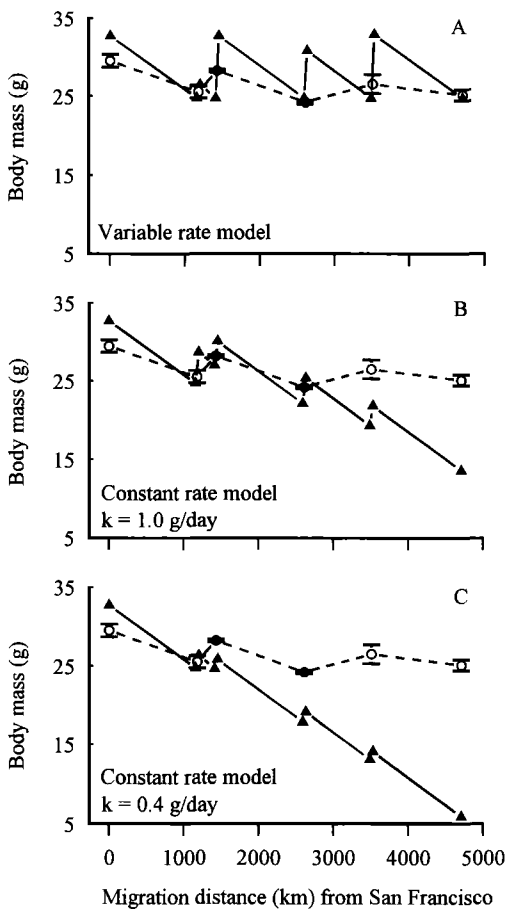 A
35
25
15
5
Body mass (g)
Variable rate model
B
35
25
15
5
Body mass (g)
Constant rate model
k = 1.0 g/day
C
35
25
15
5
Body mass (g)
Constant rate model
k = 0.4 g/day
0 1000 2000 3000 4000 5000
Migration distance (km) from San Francisco